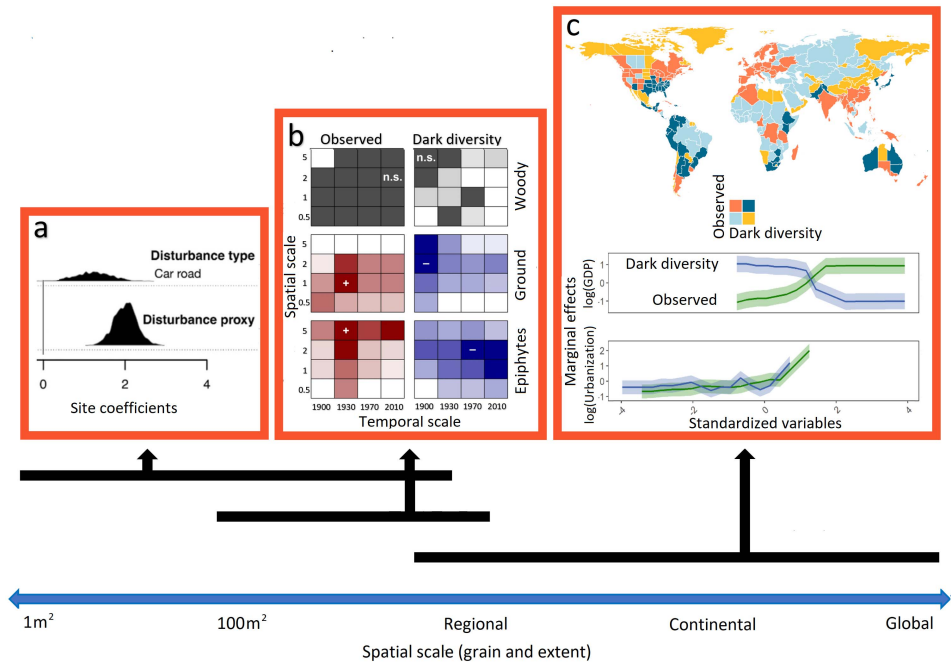 a
Disturbance type
Car road
Disturbance proxy
0 2 4
Site coefficients
b
Observed Dark diversity
Spatial scale
5
2
1
0.5
n.s.
n.s.
Woody
5
2
1
0.5
+
−
Ground
5
2
1
0.5
+
−
Epiphytes
1900 1930 1970 2010 1900 1930 1970 2010
Temporal scale
c
Observed
Dark diversity
Marginal effects
log(GDP)
1
0
-1
Dark diversity
Observed
log(Urbanization)
2
1
0
-1
-4 -2 0 2 4
Standardized variables
1m² 100m² Regional Continental Global
Spatial scale (grain and extent)